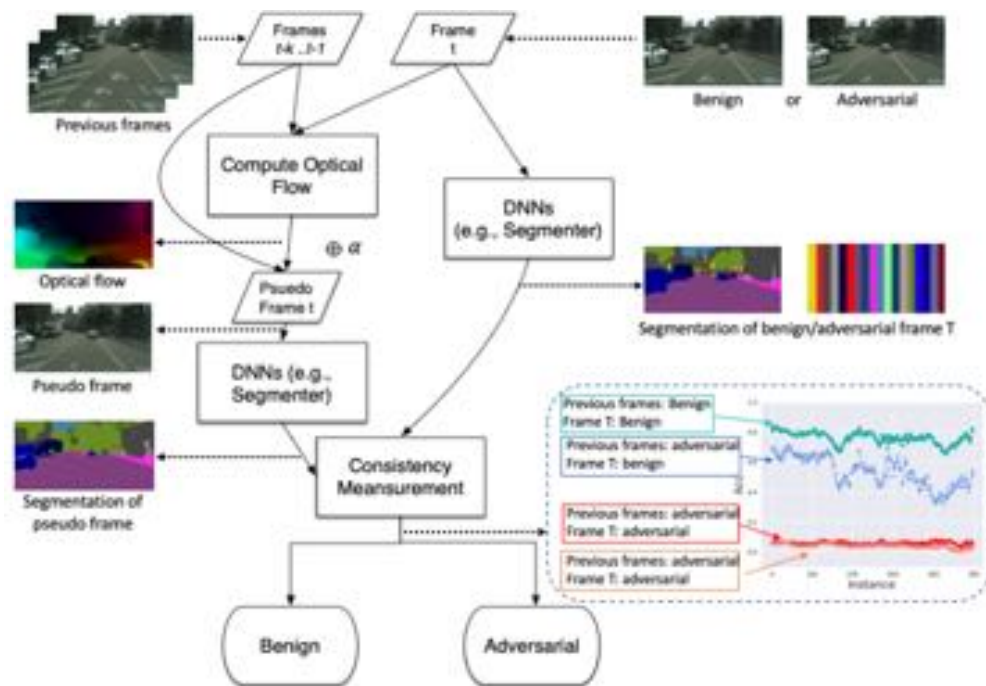 Frames
t-k ..t-1
Frame
t
Previous frames
Benign
or
Adversarial
Compute Optical
Flow
DNNs
(e.g., Segmenter)
⊕ α
Optical flow
Psuedo
Frame t
Segmentation of benign/adversarial frame T
Pseudo frame
DNNs (e.g.,
Segmenter)
Previous frames: Benign
Frame T: Benign
Previous frames: adversarial
Frame T: benign
Consistency
Meansurement
Segmentation of
pseudo frame
Previous frames: adversarial
Frame T: adversarial
Previous frames: adversarial
Frame T: adversarial
Instance
Benign
Adversarial